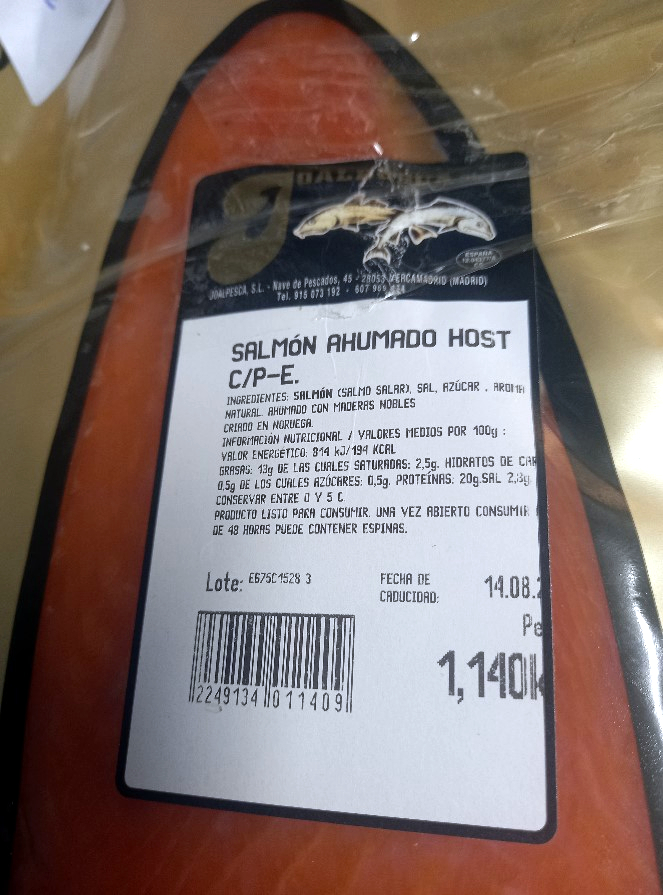 JOALPESCA, S.L. - Nave de Pescados, 45 - 28053 MERCAMADRID (MADRID)
Tel. 915 073 192 - 607
ESPAÑA
SALMÓN AHUMADO HOST
C/P-E.
INGREDIENTES: SALMÓN (SALMO SALAR), SAL, AZÚCAR . AROMA
NATURAL. AHUMADO CON MADERAS NOBLES
CRIADO EN NORUEGA.
INFORMACIÓN NUTRICIONAL / VALORES MEDIOS POR 100g :
VALOR ENERGÉTICO: 814 kJ/194 KCAL
GRASAS: 13g DE LAS CUALES SATURADAS: 2,5g. HIDRATOS DE CAR
0,5g DE LOS CUALES AZÚCARES: 0,5g. PROTEÍNAS: 20g.SAL 2,8g
CONSERVAR ENTRE 0 Y 5 C
PRODUCTO LISTO PARA CONSUMIR. UNA VEZ ABIERTO CONSUMIR
DE 48 HORAS PUEDE CONTENER ESPINAS.
Lote: E675C1528 3
FECHA DE CADUCIDAD: 14.08.
Pe
1,140k
2249134 011409